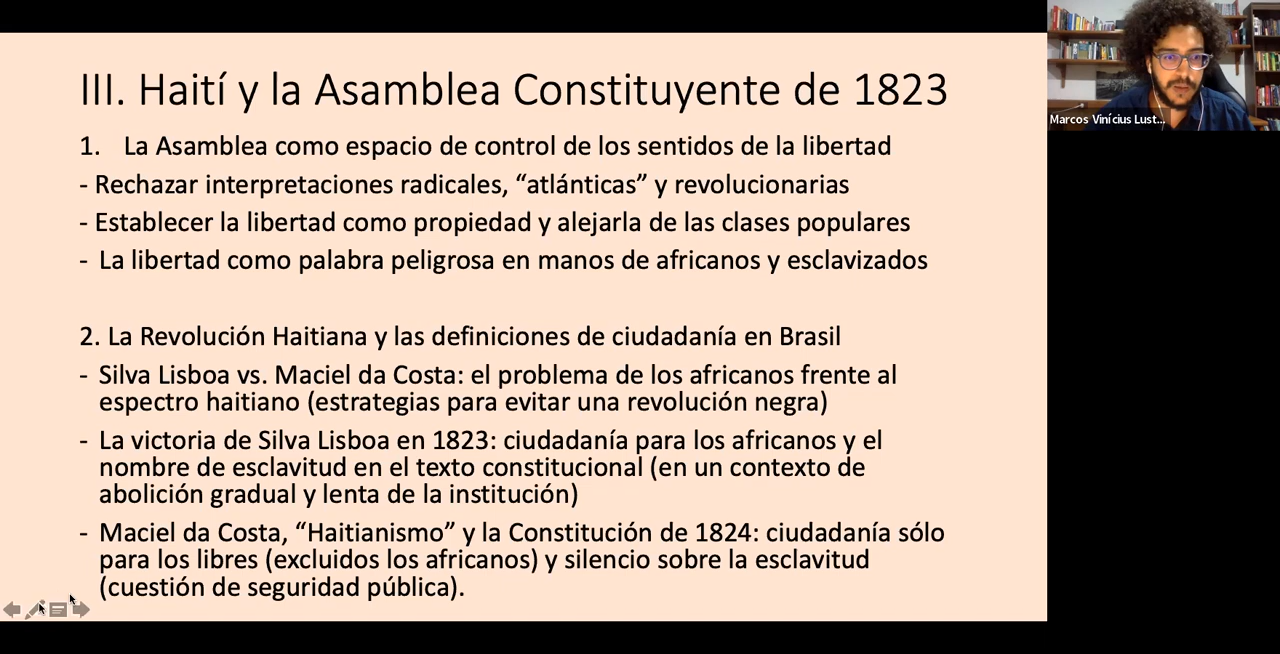 III. Haití y la Asamblea Constituyente de 1823
1. La Asamblea como espacio de control de los sentidos de la libertad
- Rechazar interpretaciones radicales, “atlánticas” y revolucionarias
- Establecer la libertad como propiedad y alejarla de las clases populares
- La libertad como palabra peligrosa en manos de africanos y esclavizados
2. La Revolución Haitiana y las definiciones de ciudadanía en Brasil
- Silva Lisboa vs. Maciel da Costa: el problema de los africanos frente al
espectro haitiano (estrategias para evitar una revolución negra)
- La victoria de Silva Lisboa en 1823: ciudadanía para los africanos y el
nombre de esclavitud en el texto constitucional (en un contexto de
abolición gradual y lenta de la institución)
- Maciel da Costa, “Haitianismo” y la Constitución de 1824: ciudadanía sólo
para los libres (excluidos los africanos) y silencio sobre la esclavitud
(cuestión de seguridad pública).
Marcos Vinícius Lust...